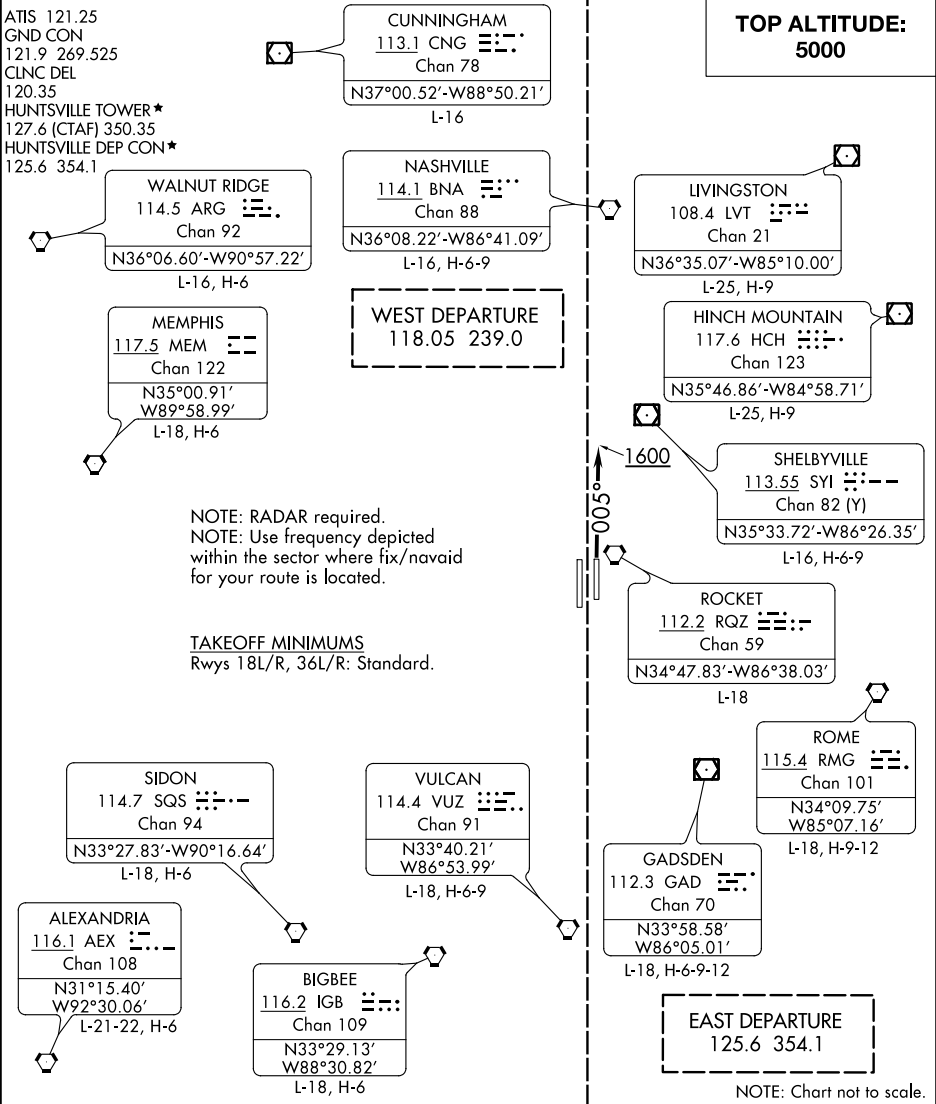 ATIS 121.25
GND CON
121.9 269.525
CLNC DEL
120.35
HUNTSVILLE TOWER★
127.6 (CTAF) 350.35
HUNTSVILLE DEP CON★
125.6 354.1
CUNNINGHAM
113.1 CNG
Chan 78
N37°00.52'-W88°50.21'
L-16
TOP ALTITUDE:
5000
WALNUT RIDGE
114.5 ARG
Chan 92
N36°06.60'-W90°57.22'
L-16, H-6
NASHVILLE
114.1 BNA
Chan 88
N36°08.22'-W86°41.09'
L-16, H-6-9
LIVINGSTON
108.4 LVT
Chan 21
N36°35.07'-W85°10.00'
L-25, H-9
MEMPHIS
117.5 MEM
Chan 122
N35°00.91'
W89°58.99'
L-18, H-6
WEST DEPARTURE
118.05 239.0
HINCH MOUNTAIN
117.6 HCH
Chan 123
N35°46.86'-W84°58.71'
L-25, H-9
1600
005°
SHELBYVILLE
113.55 SYI
Chan 82 (Y)
N35°33.72'-W86°26.35'
L-16, H-6-9
NOTE: RADAR required.
NOTE: Use frequency depicted
within the sector where fix/navaid
for your route is located.
TAKEOFF MINIMUMS
Rwys 18L/R, 36L/R: Standard.
ROCKET
112.2 RQZ
Chan 59
N34°47.83'-W86°38.03'
L-18
ROME
115.4 RMG
Chan 101
N34°09.75'
W85°07.16'
L-18, H-9-12
SIDON
114.7 SQS
Chan 94
N33°27.83'-W90°16.64'
L-18, H-6
VULCAN
114.4 VUZ
Chan 91
N33°40.21'
W86°53.99'
L-18, H-6-9
GADSDEN
112.3 GAD
Chan 70
N33°58.58'
W86°05.01'
L-18, H-6-9-12
ALEXANDRIA
116.1 AEX
Chan 108
N31°15.40'
W92°30.06'
L-21-22, H-6
BIGBEE
116.2 IGB
Chan 109
N33°29.13'
W88°30.82'
L-18, H-6
EAST DEPARTURE
125.6 354.1
NOTE: Chart not to scale.